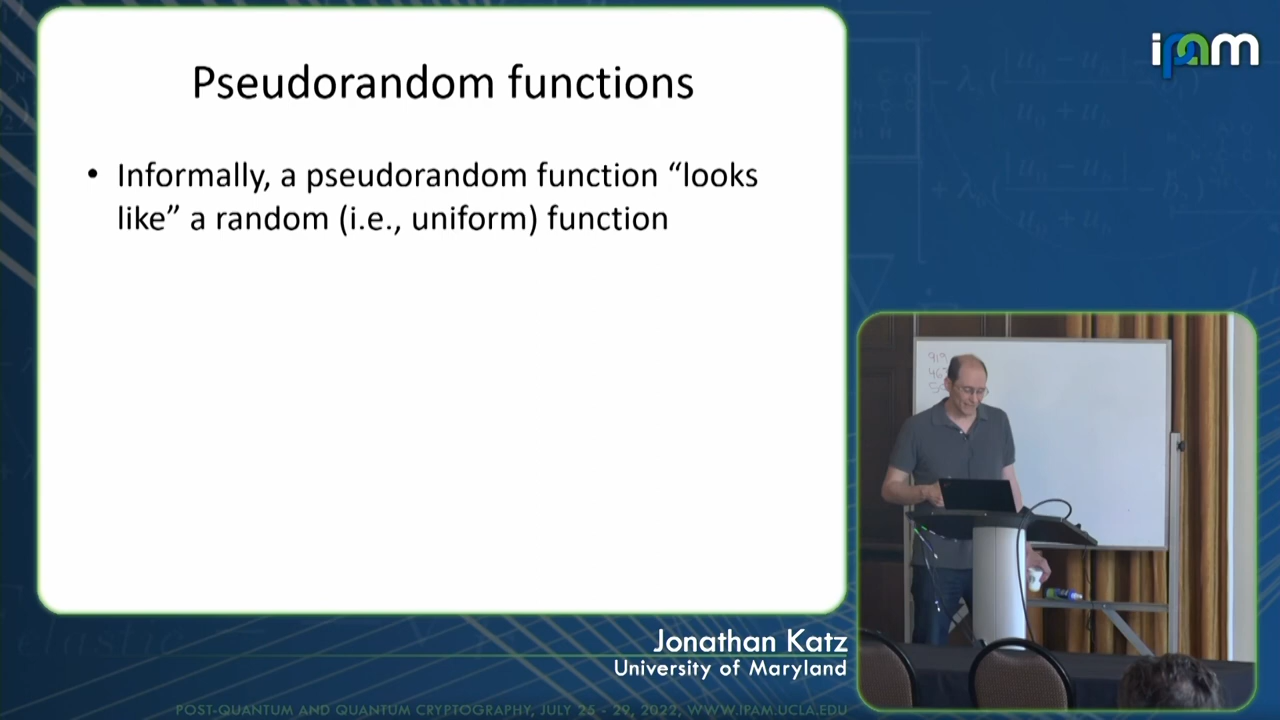 Pseudorandom functions
• Informally, a pseudorandom function “looks
like” a random (i.e., uniform) function
ipam
Jonathan Katz
University of Maryland
POST-QUANTUM AND QUANTUM CRYPTOGRAPHY, JULY 25 - 29, 2022, WWW.IPAM.UCLA.EDU